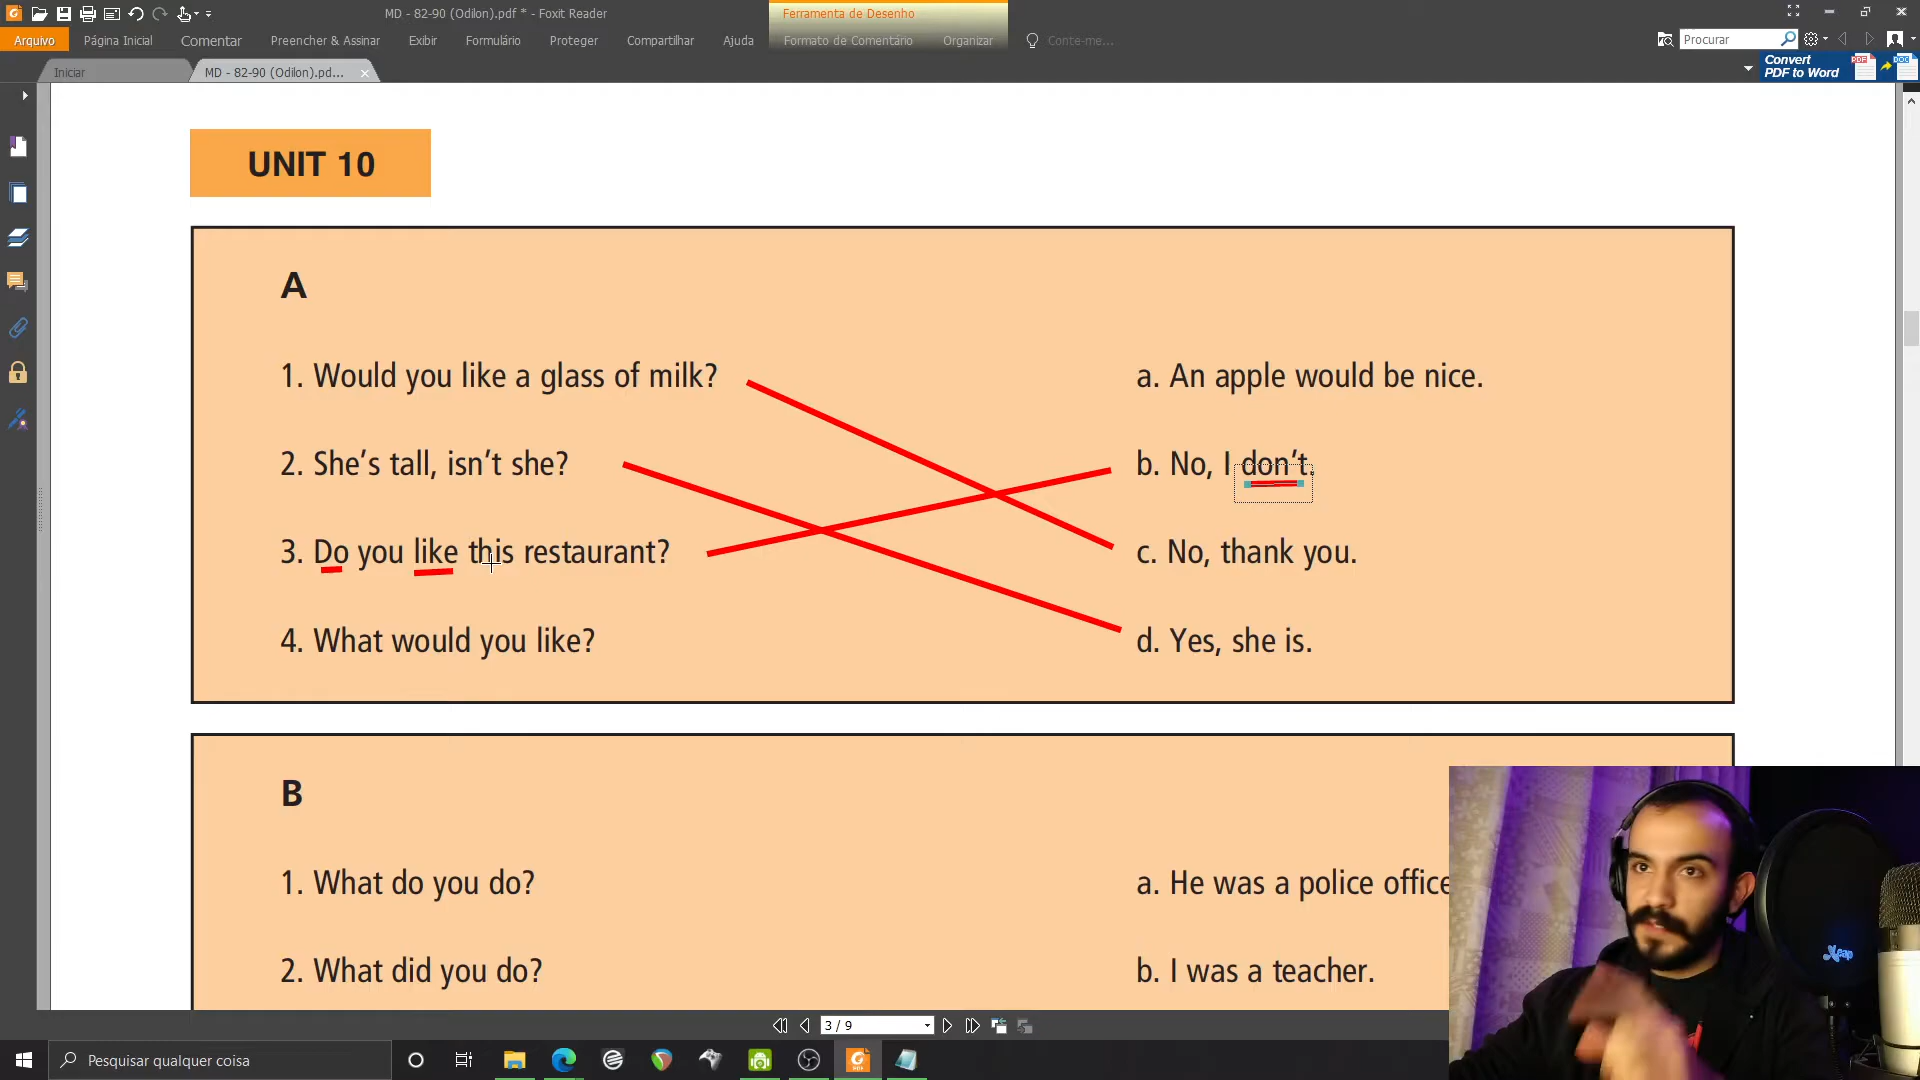 MD - 82-90 (Odilon).pdf * - Foxit Reader
Ferramenta de Desenho
Arquivo
Página Inicial
Comentar
Preencher & Assinar
Exibir
Formulário
Proteger
Compartilhar
Ajuda
Formato de Comentário
Organizar
Conte-me...
Procurar
Iniciar
MD - 82-90 (Odilon).pd...
Convert
PDF to Word
UNIT 10
A
1. Would you like a glass of milk?
a. An apple would be nice.
2. She's tall, isn't she?
b. No, I don't.
3. Do you like this restaurant?
c. No, thank you.
4. What would you like?
d. Yes, she is.
B
1. What do you do?
a. He was a police office
2. What did you do?
b. I was a teacher.
3 / 9
Pesquisar qualquer coisa